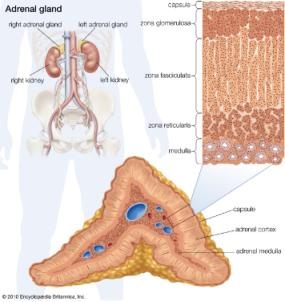 Adrenal gland
right adrenal gland
left adrenal gland
right kidney
left kidney
capsule
zona glomerulosa
zona fasciculata
zona reticularis
medulla
capsule
adrenal cortex
adrenal medulla
© 2010 Encyclopædia Britannica, Inc.